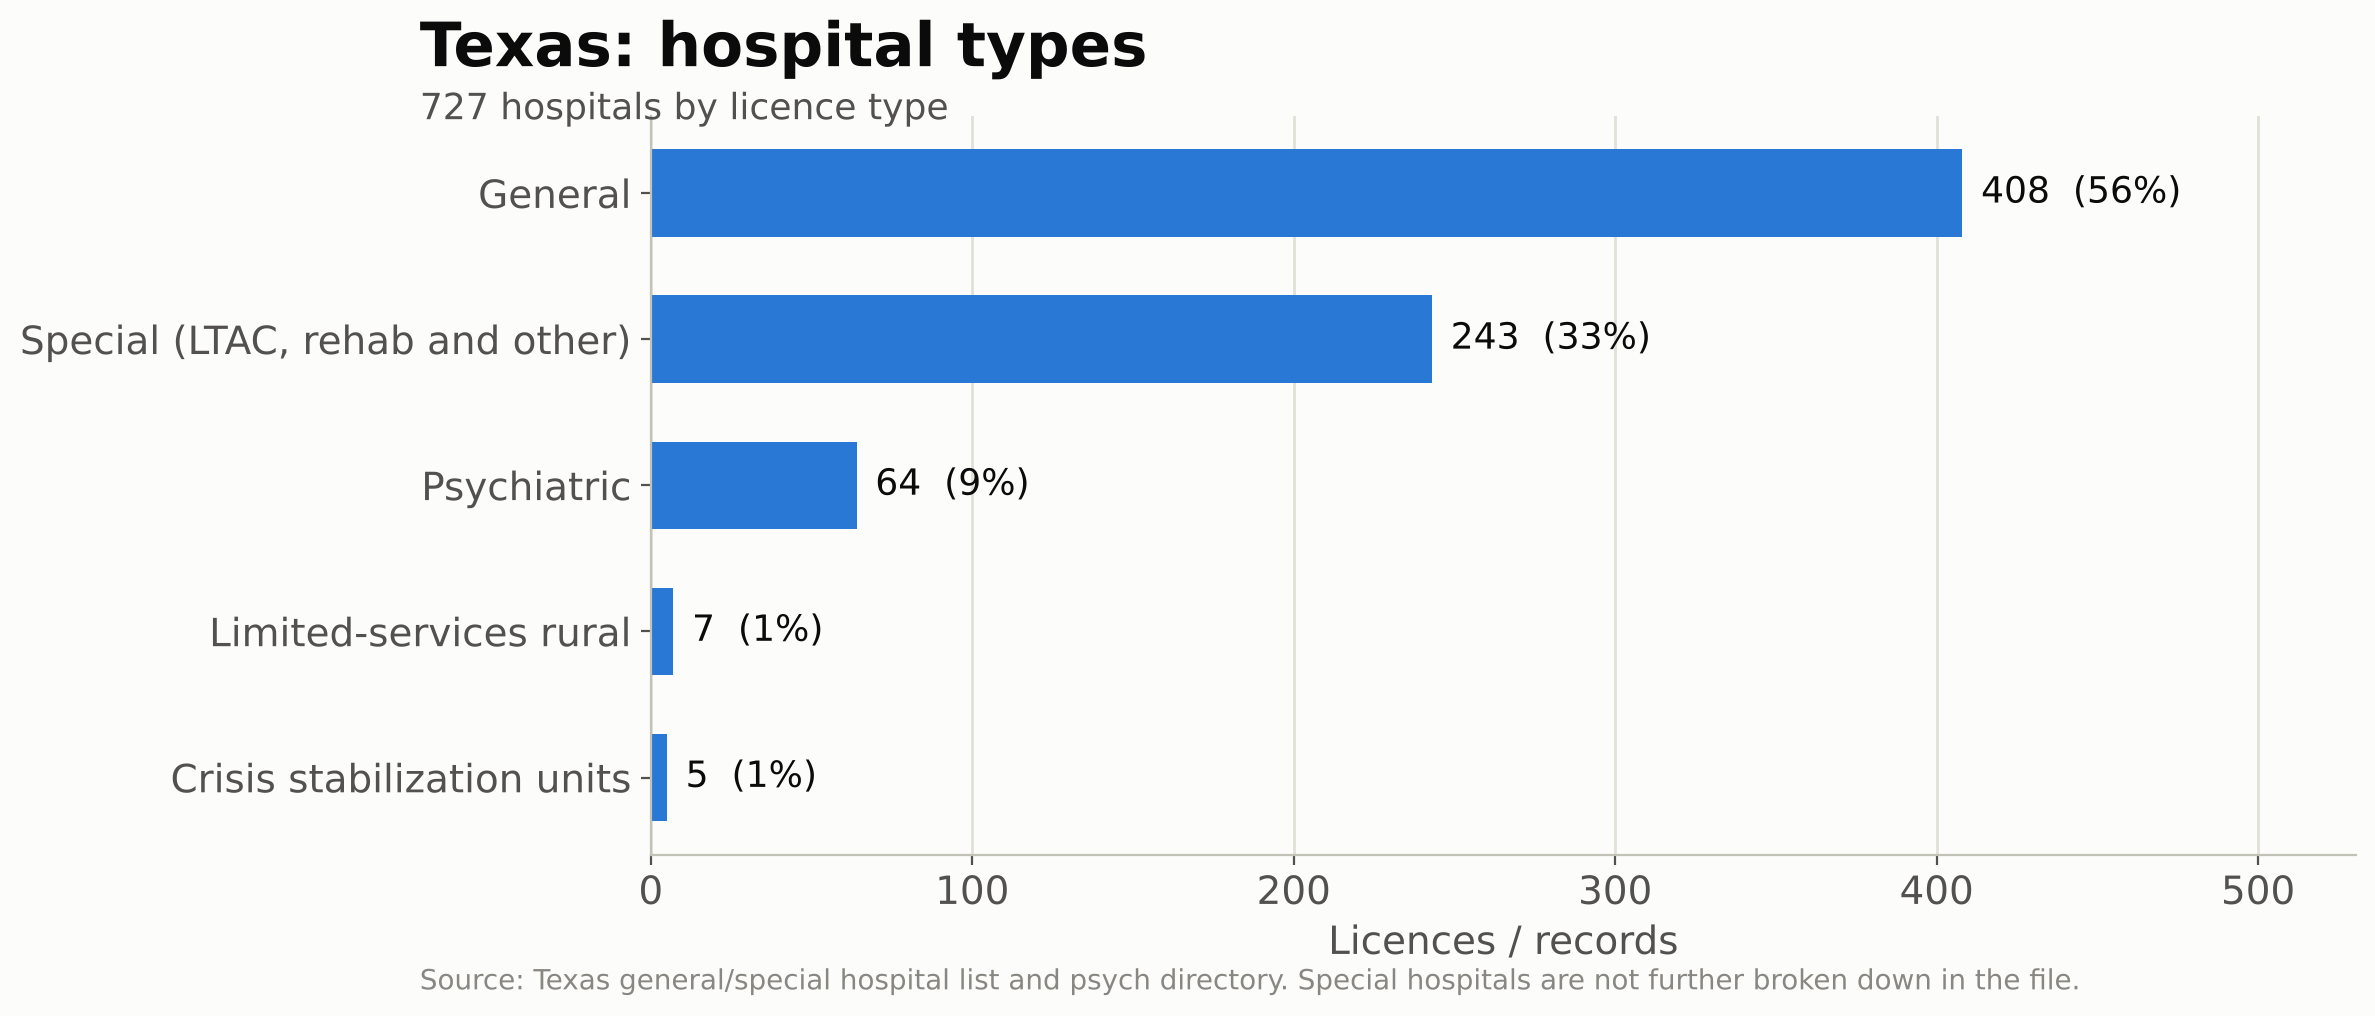 Texas: hospital types
727 hospitals by licence type
General
408 (56%)
Special (LTAC, rehab and other)
243 (33%)
Psychiatric
64 (9%)
Limited-services rural
7 (1%)
Crisis stabilization units
5 (1%)
0 100 200 300 400 500
Licences / records
Source: Texas general/special hospital list and psych directory. Special hospitals are not further broken down in the file.